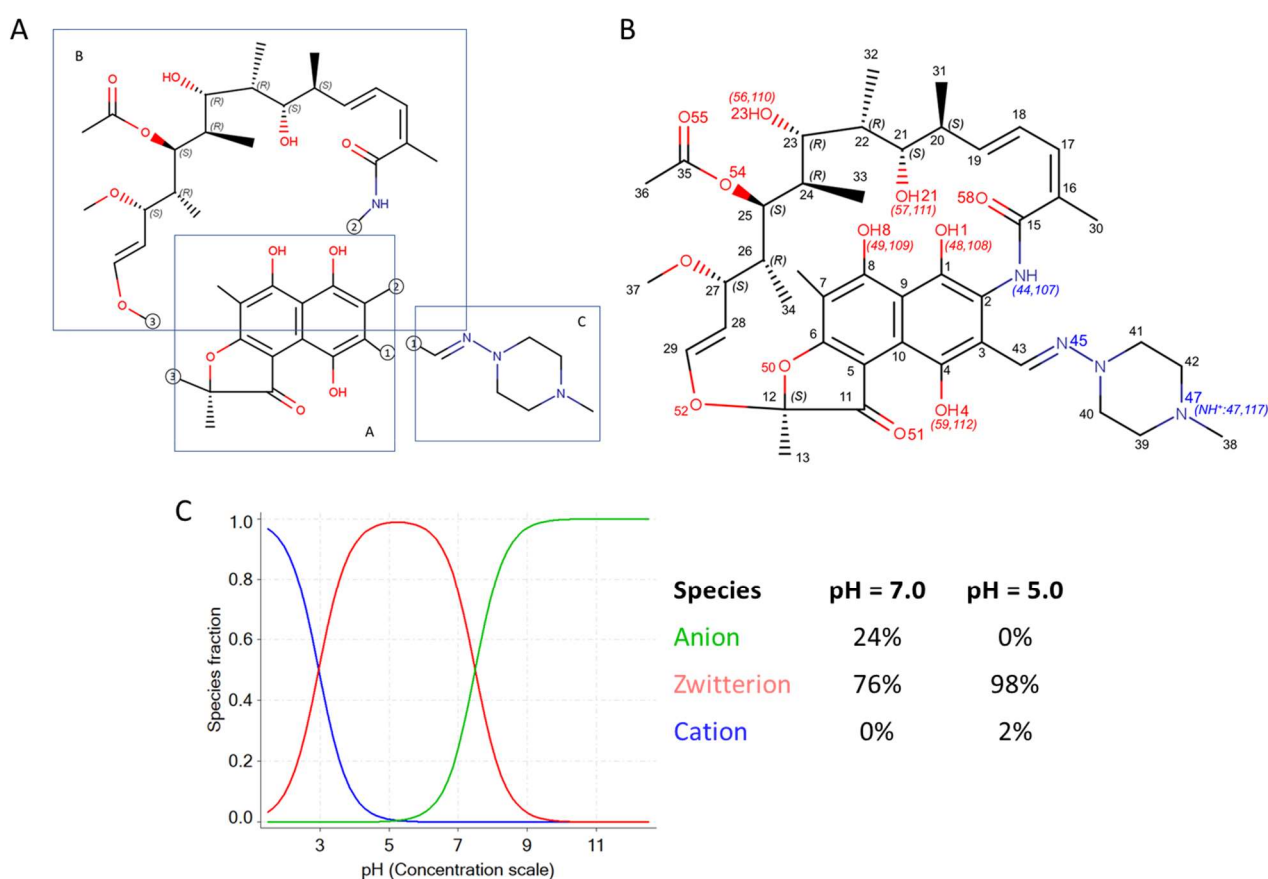 A
B
B
O
O
HO
(R)
(R)
(R)
(S)
OH
(S)
(S)
O
O
(S)
(R)
(S)
O
NH
2
3
OH
OH
2
1
3
O
O
OH
A
C
1
N
N
N
32
31
(56,110)
23HO
23
(R)
22
(R)
21
(S)
20
(S)
19
18
17
16
30
O55
35
36
54
O
25
(S)
24
(R)
33
OH21
(57,111)
O58
15
NH
(44,107)
OH8
(49,109)
OH1
(48,108)
37
O
27
(S)
26
(R)
34
28
29
7
8
9
1
2
6
5
10
4
3
43
N45
N
41
42
47
N
(NH⁺:47,117)
40
39
38
50
O
52
O
12
(S)
11
13
O51
OH4
(59,112)
C
1.0
0.8
0.6
0.4
0.2
0.0
Species fraction
3 5 7 9 11
pH (Concentration scale)
Species pH = 7.0 pH = 5.0
Anion 24% 0%
Zwitterion 76% 98%
Cation 0% 2%